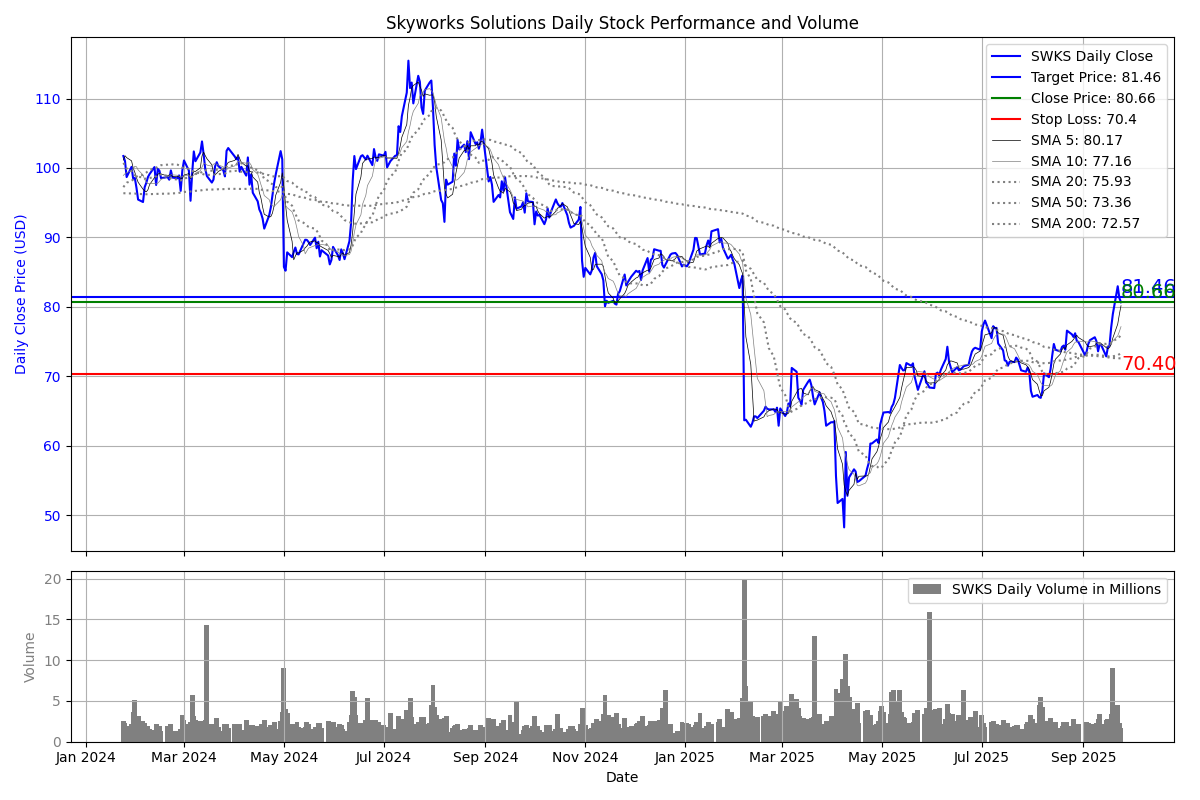 Skyworks Solutions Daily Stock Performance and Volume
Daily Close Price (USD)
110
100
90
80
70
60
50
SWKS Daily Close
Target Price: 81.46
Close Price: 80.66
Stop Loss: 70.4
SMA 5: 80.17
SMA 10: 77.16
SMA 20: 75.93
SMA 50: 73.36
SMA 200: 72.57
81.46
80.66
70.40
Volume
20
15
10
5
0
SWKS Daily Volume in Millions
Jan 2024
Mar 2024
May 2024
Jul 2024
Sep 2024
Nov 2024
Jan 2025
Mar 2025
May 2025
Jul 2025
Sep 2025
Date